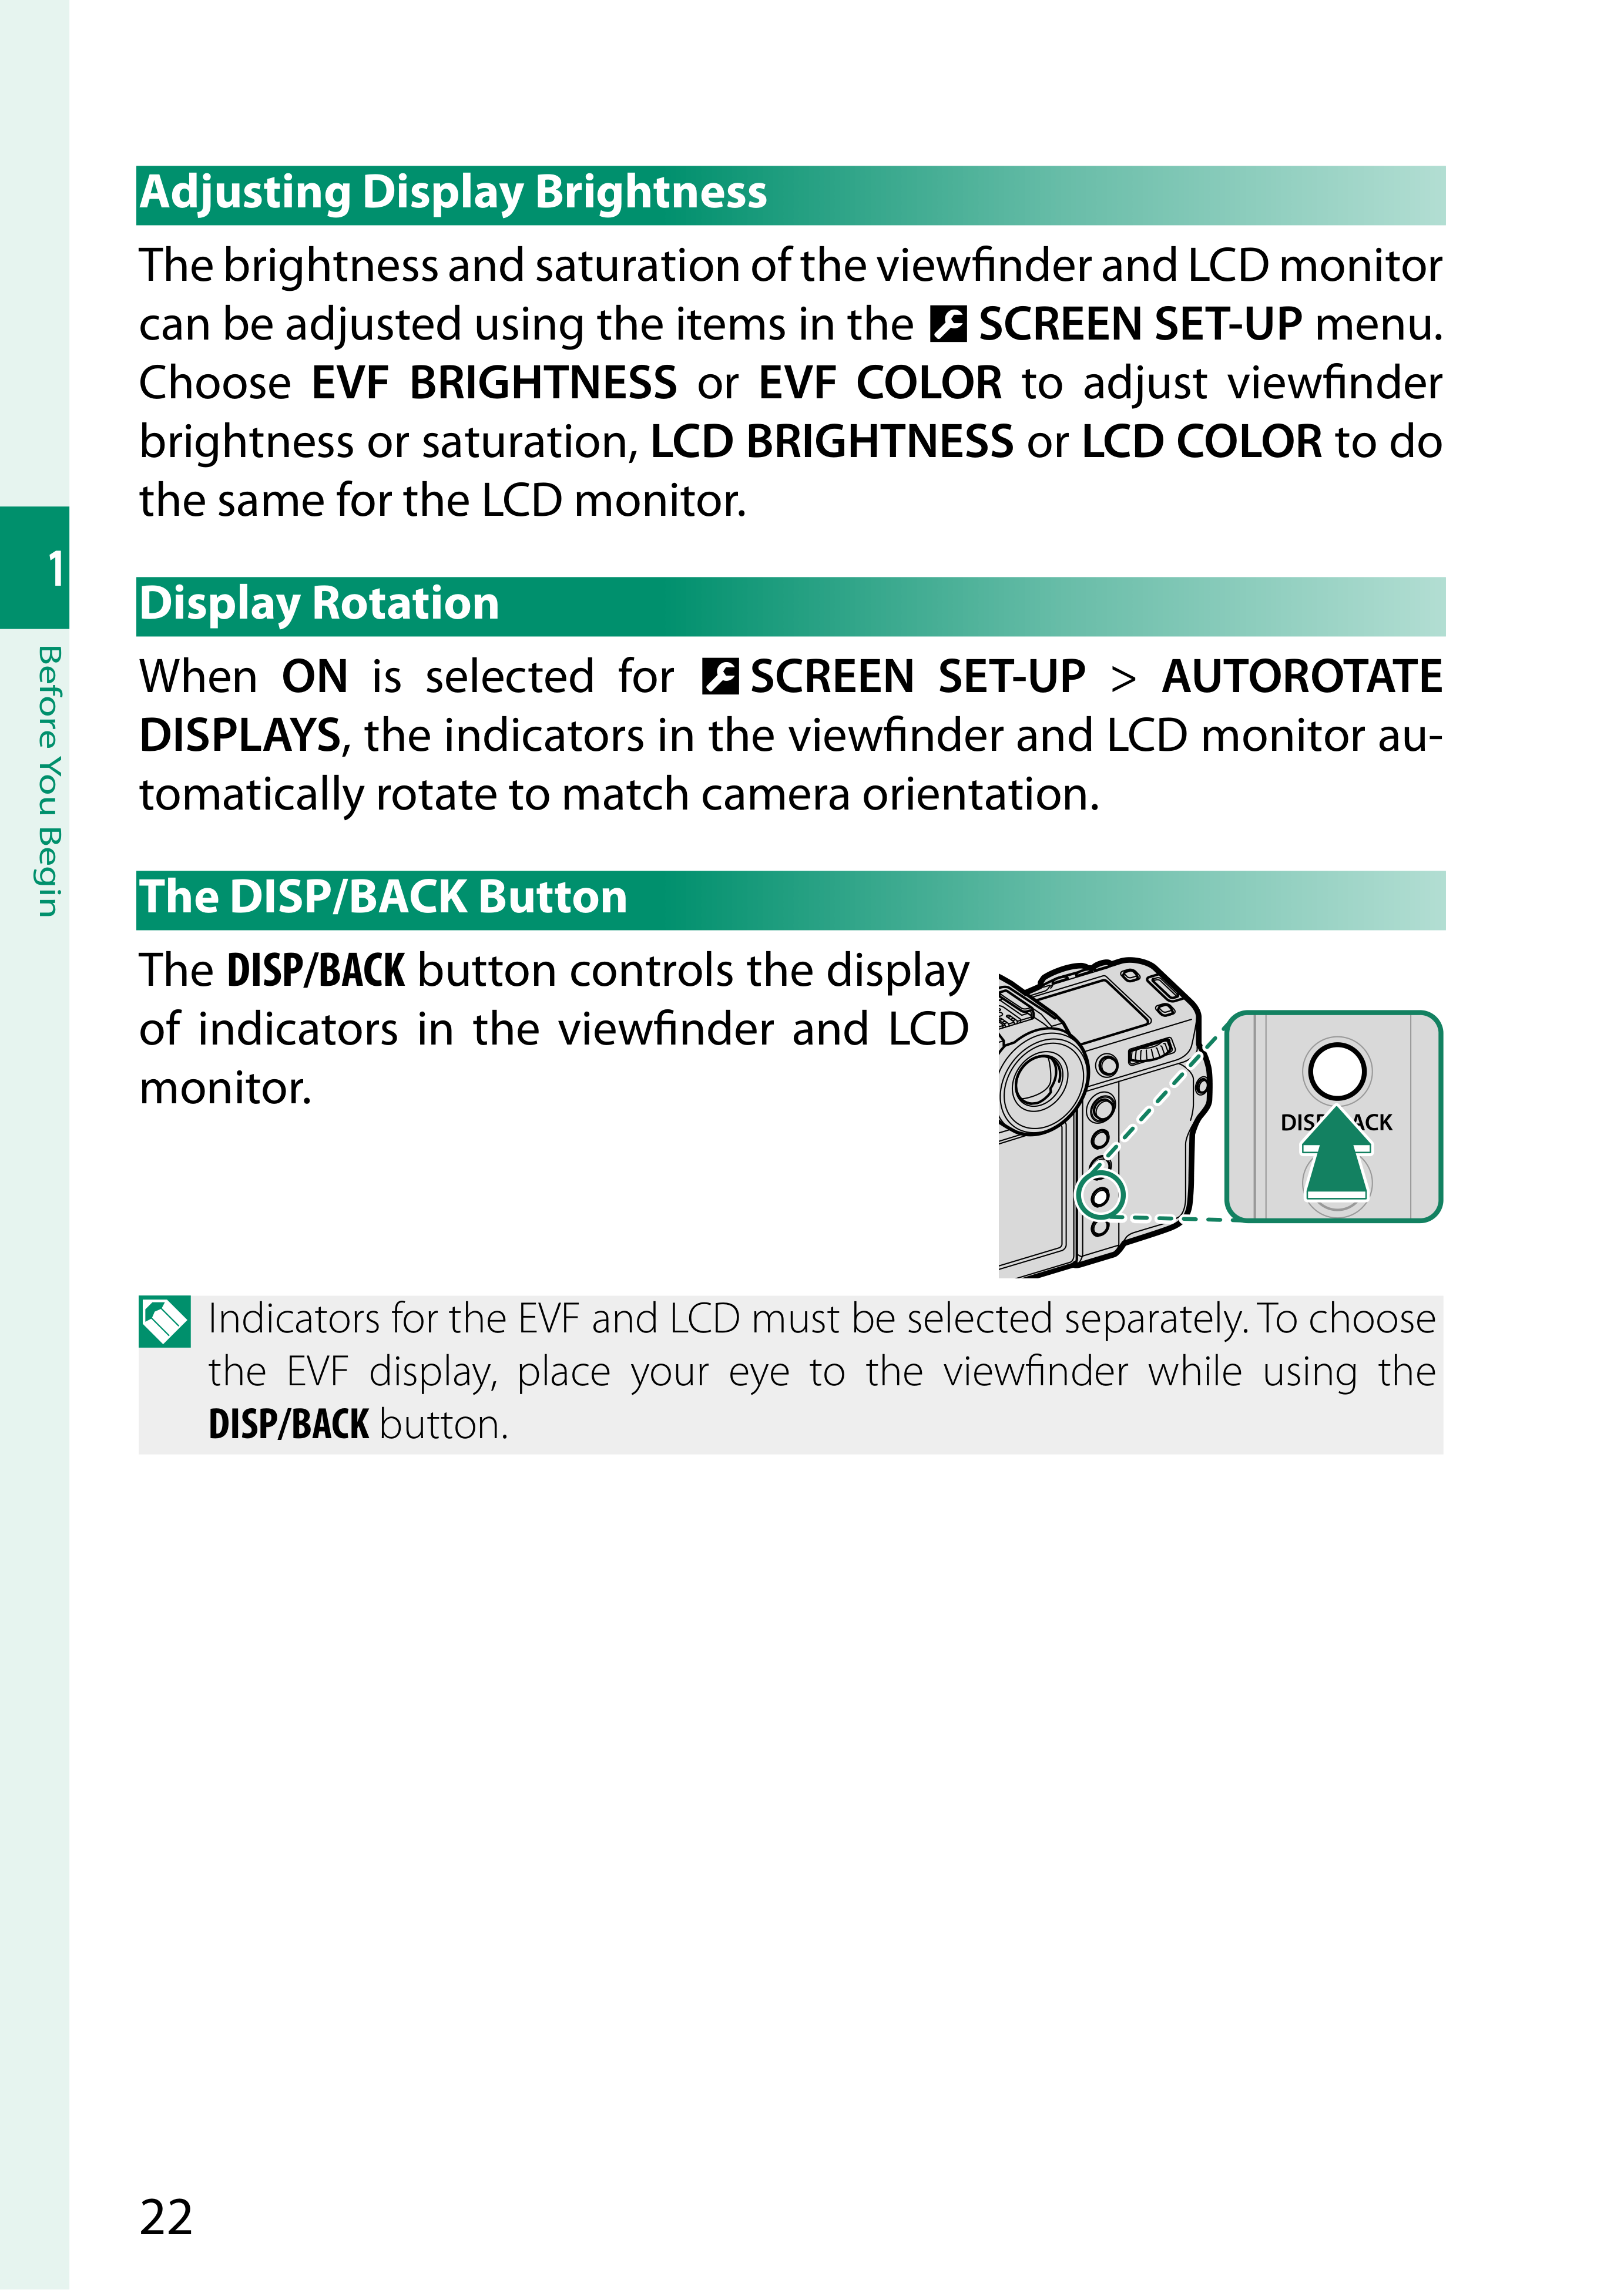 Adjusting Display Brightness
The brightness and saturation of the viewfinder and LCD monitor
can be adjusted using the items in the SCREEN SET-UP menu.
Choose EVF BRIGHTNESS or EVF COLOR to adjust viewfinder
brightness or saturation, LCD BRIGHTNESS or LCD COLOR to do
the same for the LCD monitor.
1
Before You Begin
Display Rotation
When ON is selected for SCREEN SET-UP > AUTOROTATE
DISPLAYS, the indicators in the viewfinder and LCD monitor au-
tomatically rotate to match camera orientation.
The DISP/BACK Button
The DISP/BACK button controls the display
of indicators in the viewfinder and LCD
monitor.
Indicators for the EVF and LCD must be selected separately. To choose
the EVF display, place your eye to the viewfinder while using the
DISP/BACK button.
22